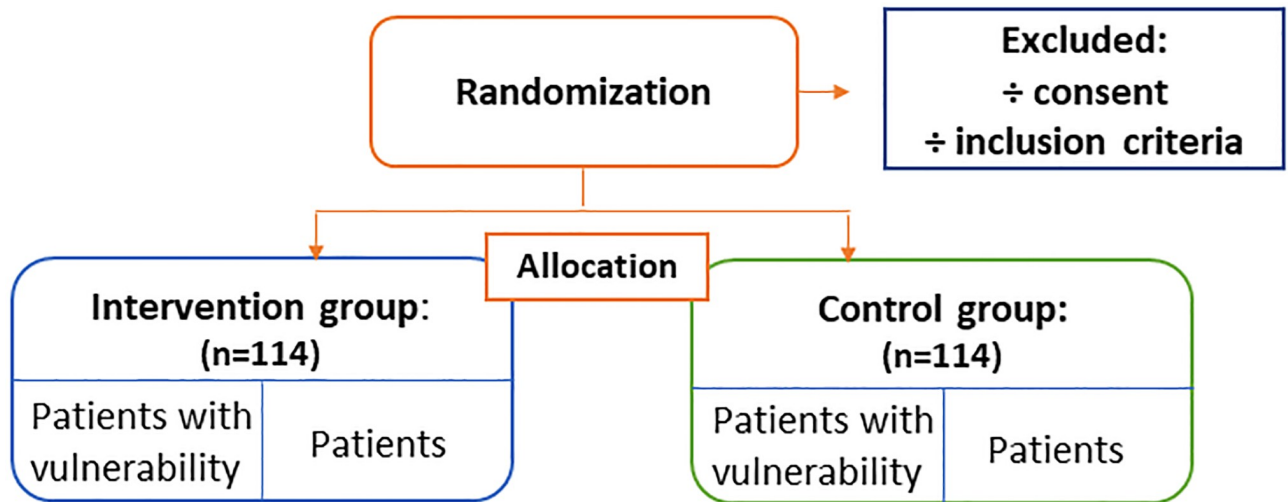 Randomization
Excluded:
÷ consent
÷ inclusion criteria
Allocation
Intervention group:
(n=114)
Patients with
vulnerability
Patients
Control group:
(n=114)
Patients with
vulnerability
Patients